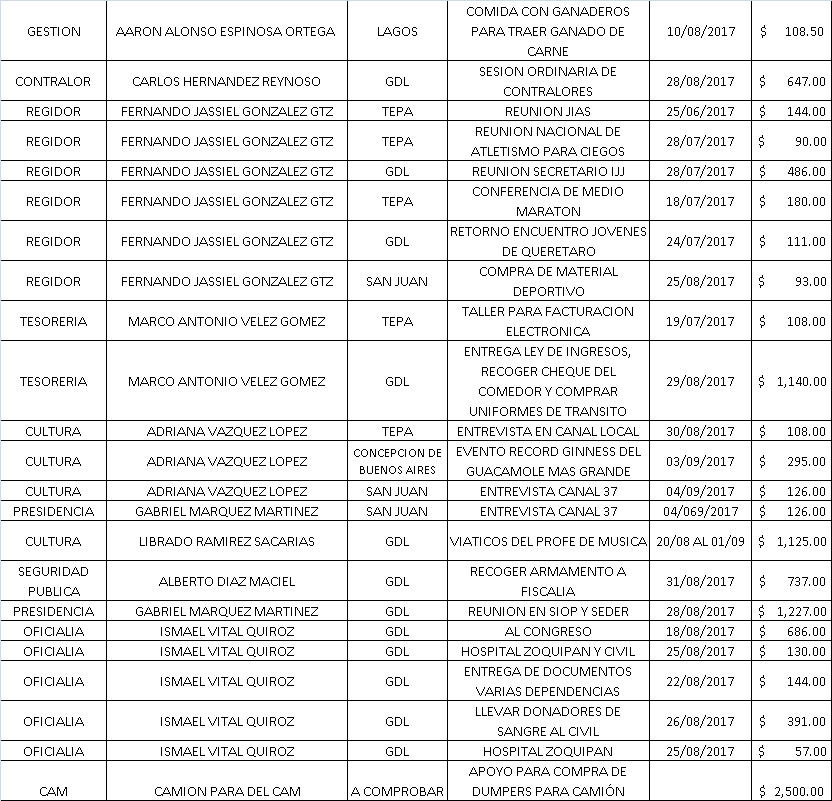 GESTION AARON ALONSO ESPINOSA ORTEGA LAGOS COMIDA CON GANADEROS PARA TRAER GANADO DE CARNE 10/08/2017 $ 108.50
CONTRALOR CARLOS HERNANDEZ REYNOSO GDL SESION ORDINARIA DE CONTRALORES 28/08/2017 $ 647.00
REGIDOR FERNANDO JASSIEL GONZALEZ GTZ TEPA REUNION JIAS 25/06/2017 $ 144.00
REGIDOR FERNANDO JASSIEL GONZALEZ GTZ TEPA REUNION NACIONAL DE ATLETISMO PARA CIEGOS 28/07/2017 $ 90.00
REGIDOR FERNANDO JASSIEL GONZALEZ GTZ GDL REUNION SECRETARIO IJJ 28/07/2017 $ 486.00
REGIDOR FERNANDO JASSIEL GONZALEZ GTZ TEPA CONFERENCIA DE MEDIO MARATON 18/07/2017 $ 180.00
REGIDOR FERNANDO JASSIEL GONZALEZ GTZ GDL RETORNO ENCUENTRO JOVENES DE QUERETARO 24/07/2017 $ 111.00
REGIDOR FERNANDO JASSIEL GONZALEZ GTZ SAN JUAN COMPRA DE MATERIAL DEPORTIVO 25/08/2017 $ 93.00
TESORERIA MARCO ANTONIO VELEZ GOMEZ TEPA TALLER PARA FACTURACION ELECTRONICA 19/07/2017 $ 108.00
TESORERIA MARCO ANTONIO VELEZ GOMEZ GDL ENTREGA LEY DE INGRESOS, RECOGER CHEQUE DEL COMEDOR Y COMPRAR UNIFORMES DE TRANSITO 29/08/2017 $ 1,140.00
CULTURA ADRIANA VAZQUEZ LOPEZ TEPA ENTREVISTA EN CANAL LOCAL 30/08/2017 $ 108.00
CULTURA ADRIANA VAZQUEZ LOPEZ CONCEPCION DE BUENOS AIRES EVENTO RECORD GINNESS DEL GUACAMOLE MAS GRANDE 03/09/2017 $ 295.00
CULTURA ADRIANA VAZQUEZ LOPEZ SAN JUAN ENTREVISTA CANAL 37 04/09/2017 $ 126.00
PRESIDENCIA GABRIEL MARQUEZ MARTINEZ SAN JUAN ENTREVISTA CANAL 37 04/069/2017 $ 126.00
CULTURA LIBRADO RAMIREZ SACARIAS GDL VIATICOS DEL PROFE DE MUSICA 20/08 AL 01/09 $ 1,125.00
SEGURIDAD PUBLICA ALBERTO DIAZ MACIEL GDL RECOGER ARMAMENTO A FISCALIA 31/08/2017 $ 737.00
PRESIDENCIA GABRIEL MARQUEZ MARTINEZ GDL REUNION EN SIOP Y SEDER 28/08/2017 $ 1,227.00
OFICIALIA ISMAEL VITAL QUIROZ GDL AL CONGRESO 18/08/2017 $ 686.00
OFICIALIA ISMAEL VITAL QUIROZ GDL HOSPITAL ZOQUIPAN Y CIVIL 25/08/2017 $ 130.00
OFICIALIA ISMAEL VITAL QUIROZ GDL ENTREGA DE DOCUMENTOS VARIAS DEPENDENCIAS 22/08/2017 $ 144.00
OFICIALIA ISMAEL VITAL QUIROZ GDL LLEVAR DONADORES DE SANGRE AL CIVIL 26/08/2017 $ 391.00
OFICIALIA ISMAEL VITAL QUIROZ GDL HOSPITAL ZOQUIPAN 25/08/2017 $ 57.00
CAM CAMION PARA DEL CAM A COMPROBAR APOYO PARA COMPRA DE DUMPERS PARA CAMIÓN $ 2,500.00